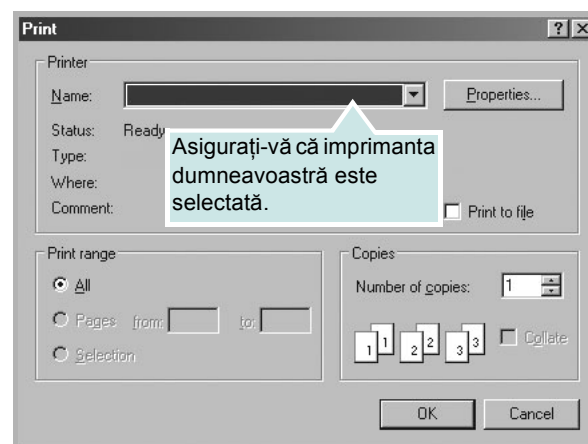 Print
Printer
Name:
Properties...
Status: Ready
Type:
Where:
Comment:
Asigurați-vă că imprimanta
dumneavoastră este
selectată.
Print to file
Print range
All
Pages from: to:
Selection
Copies
Number of copies: 1
1 1 2 2 3 3
Collate
OK Cancel